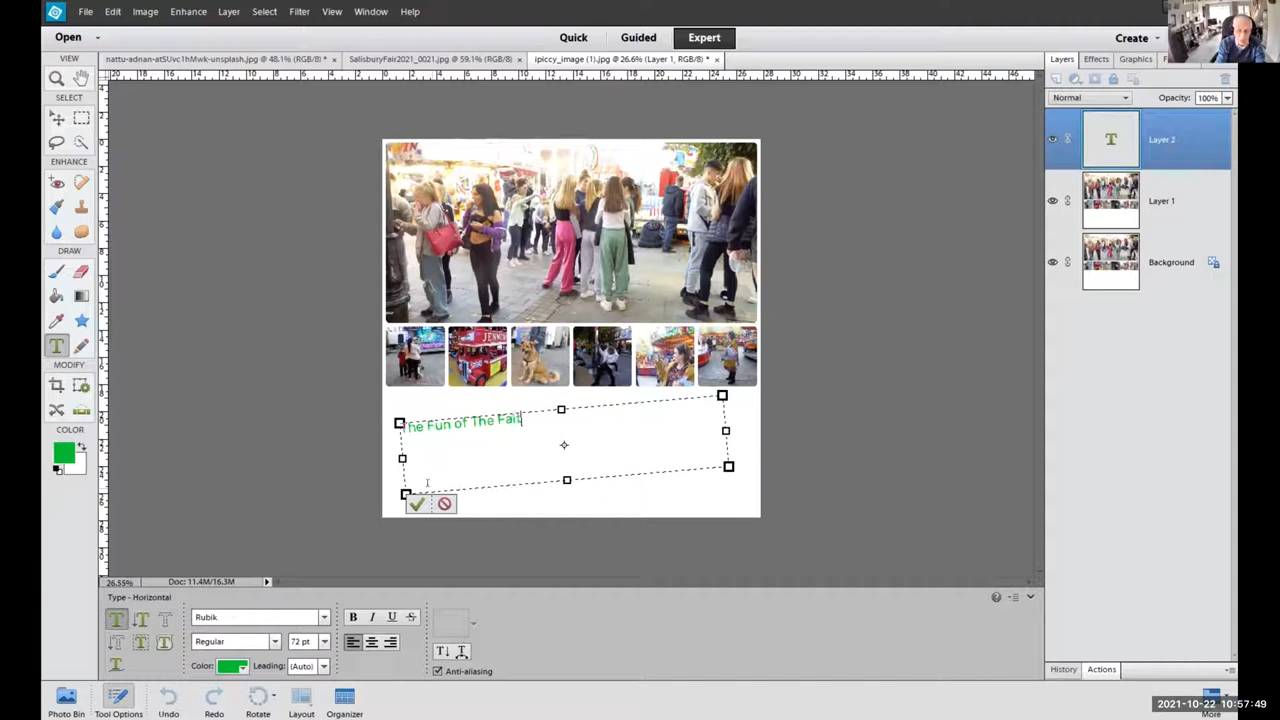 File Edit Image Enhance Layer Select Filter View Window Help
Open Quick Guided Expert Create
nattu-adnan-atSUvc1hMwk-unsplash.jpg @ 48.1% (RGB/8) * × SalisburyFair2021_0021.jpg @ 59.1% (RGB/8) × ipiccy_image (1).jpg @ 26.6% (Layer 1, RGB/8) * ×
VIEW
SELECT
ENHANCE
DRAW
MODIFY
COLOR
Layers Effects Graphics
Normal Opacity: 100%
Layer 2
Layer 1
Background
The Fun of The Fair
26.55% Doc: 11.4M/16.3M
Type - Horizontal
Rubik
Regular 72 pt
Color: Leading: (Auto)
Anti-aliasing
History Actions
Photo Bin Tool Options Undo Redo Rotate Layout Organizer More
2021-10-22 10:57:49